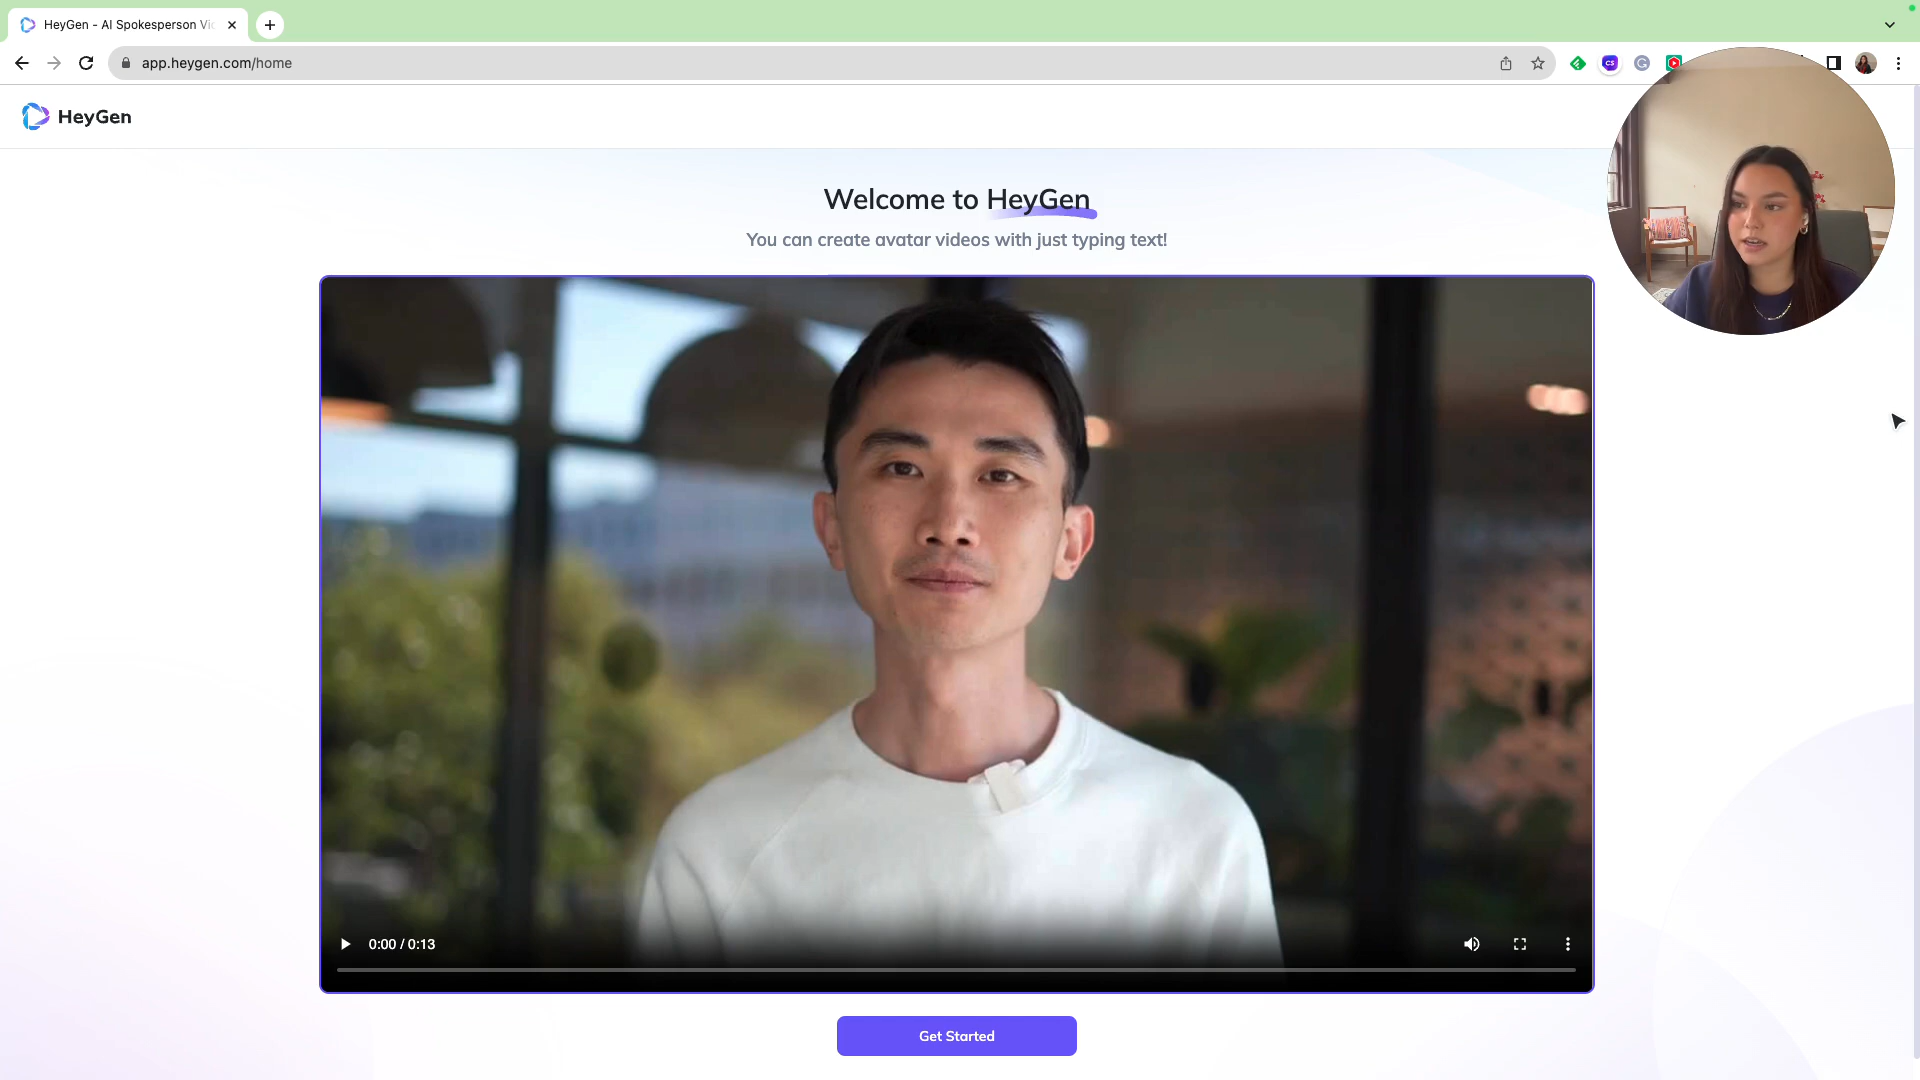 HeyGen - AI Spokesperson Vi
app.heygen.com/home
CS
HeyGen
Welcome to HeyGen
You can create avatar videos with just typing text!
0:00 / 0:13
Get Started